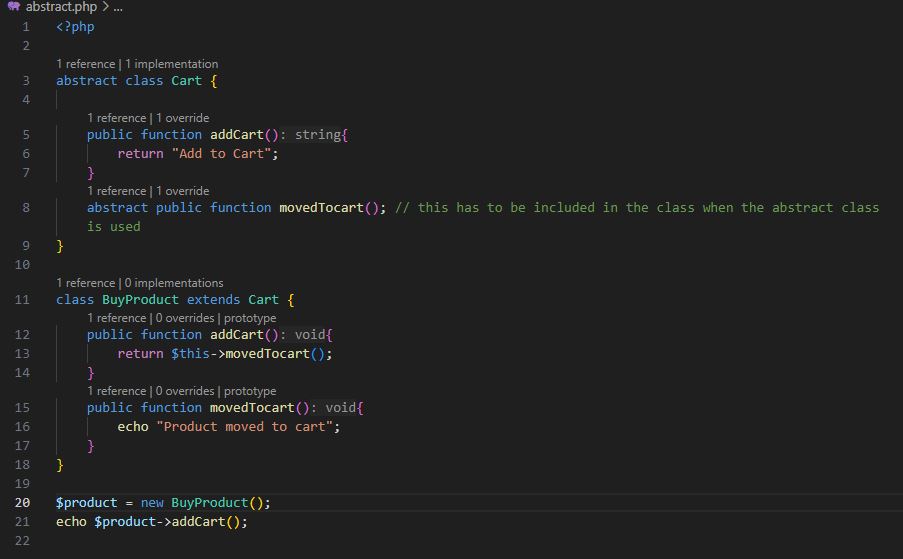 abstract.php > ...
1 <?php
2
1 reference | 1 implementation
3 abstract class Cart {
4
1 reference | 1 override
5 public function addCart(): string{
6 return "Add to Cart";
7 }
1 reference | 1 override
8 abstract public function movedTocart(); // this has to be included in the class when the abstract class
is used
9 }
10
1 reference | 0 implementations
11 class BuyProduct extends Cart {
1 reference | 0 overrides | prototype
12 public function addCart(): void{
13 return $this->movedTocart();
14 }
1 reference | 0 overrides | prototype
15 public function movedTocart(): void{
16 echo "Product moved to cart";
17 }
18 }
19
20 $product = new BuyProduct();
21 echo $product->addCart();
22